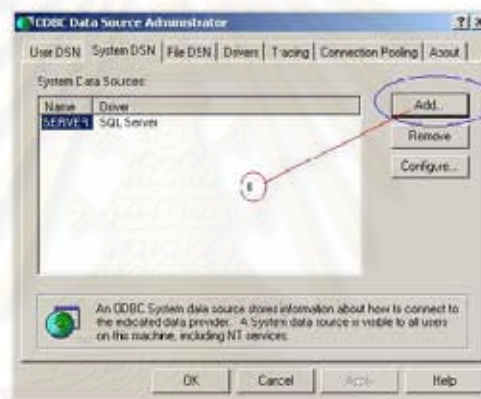 ODBC Data Source Administrator
User DSN System DSN File DSN Drivers Tracing Connection Pooling About
System Data Sources:
Name Driver
SERVER SQL Server
Add...
Remove
Configure...
An ODBC System data source stores information about how to connect to
the indicated data provider. A System data source is visible to all users
on this machine, including NT services.
OK Cancel Apply Help